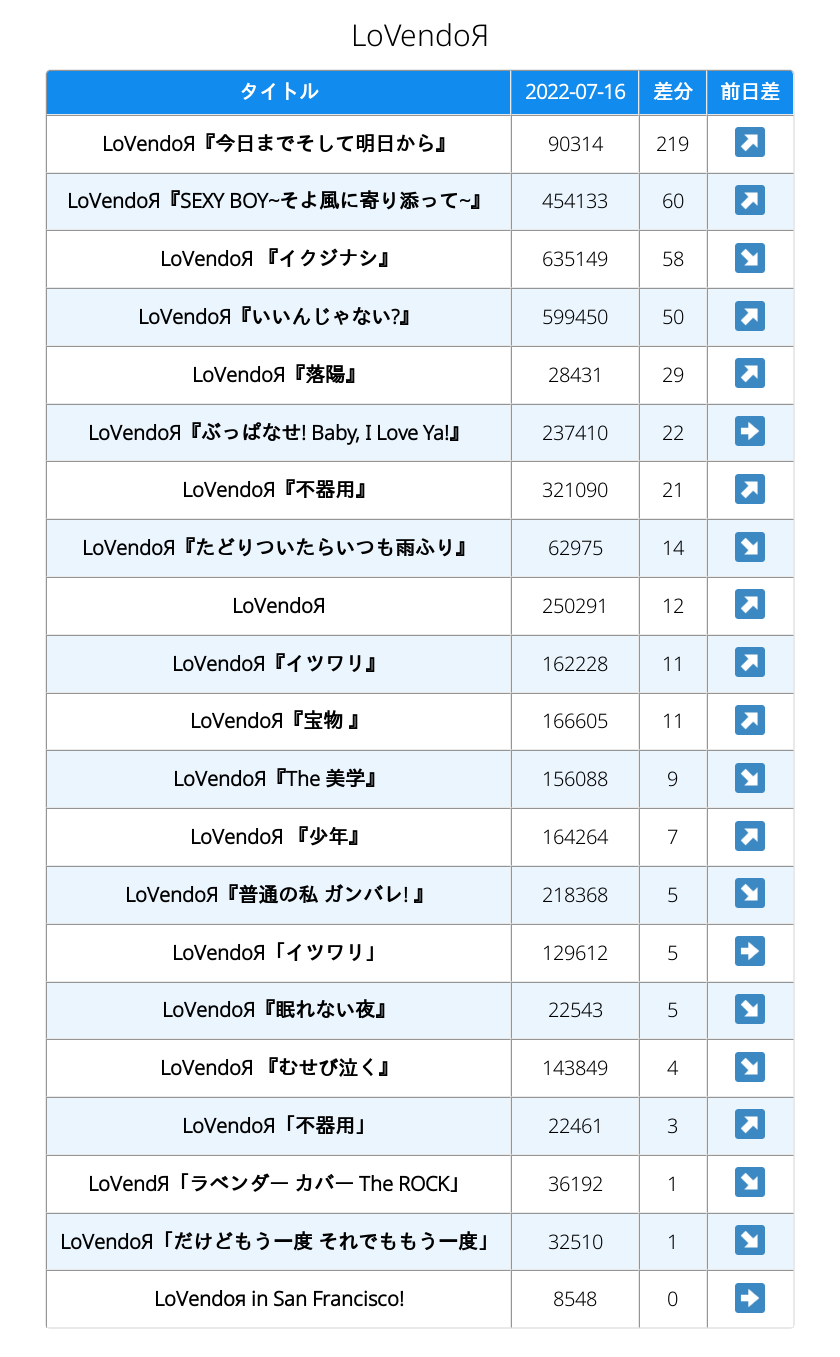 LoVendoЯ
タイトル 2022-07-16 差分 前日差
LoVendoЯ『今日までそして明日から』 90314 219
LoVendoЯ『SEXY BOY~そよ風に寄り添って~』 454133 60
LoVendoЯ 『イクジナシ』 635149 58
LoVendoЯ『いいんじゃない?』 599450 50
LoVendoЯ『落陽』 28431 29
LoVendoЯ『ぶっぱなせ! Baby, I Love Ya!』 237410 22
LoVendoЯ『不器用』 321090 21
LoVendoЯ『たどりついたらいつも雨ふり』 62975 14
LoVendoЯ 250291 12
LoVendoЯ『イツワリ』 162228 11
LoVendoЯ『宝物 』 166605 11
LoVendoЯ『The 美学』 156088 9
LoVendoЯ 『少年』 164264 7
LoVendoЯ『普通の私 ガンバレ! 』 218368 5
LoVendoЯ「イツワリ」 129612 5
LoVendoЯ『眠れない夜』 22543 5
LoVendoЯ 『むせび泣く』 143849 4
LoVendoЯ「不器用」 22461 3
LoVendЯ「ラベンダー カバー The ROCK」 36192 1
LoVendoЯ「だけどもう一度 それでももう一度」 32510 1
LoVendoя in San Francisco! 8548 0